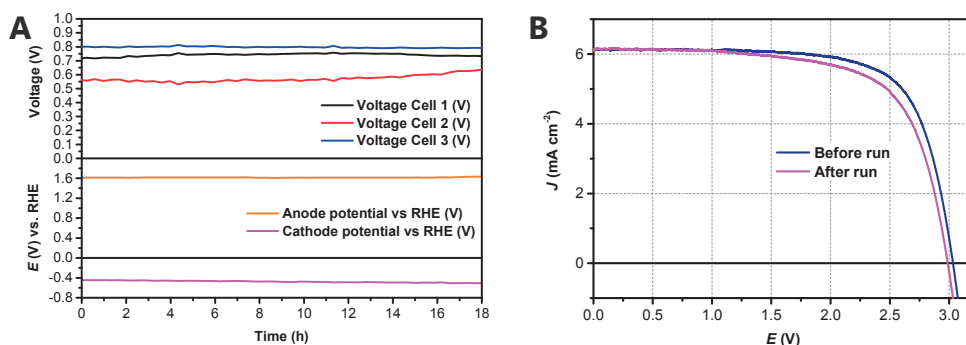 A
Voltage (V)
1.0
0.9
0.8
0.7
0.6
0.5
0.4
0.3
0.2
0.1
0.0
Voltage Cell 1 (V)
Voltage Cell 2 (V)
Voltage Cell 3 (V)
E (V) vs. RHE
1.6
0.8
0.0
-0.4
-0.8
Anode potential vs RHE (V)
Cathode potential vs RHE (V)
0 2 4 6 8 10 12 14 16 18
Time (h)
B
J (mA cm-2)
6
4
2
0
Before run
After run
0.0 0.5 1.0 1.5 2.0 2.5 3.0
E (V)